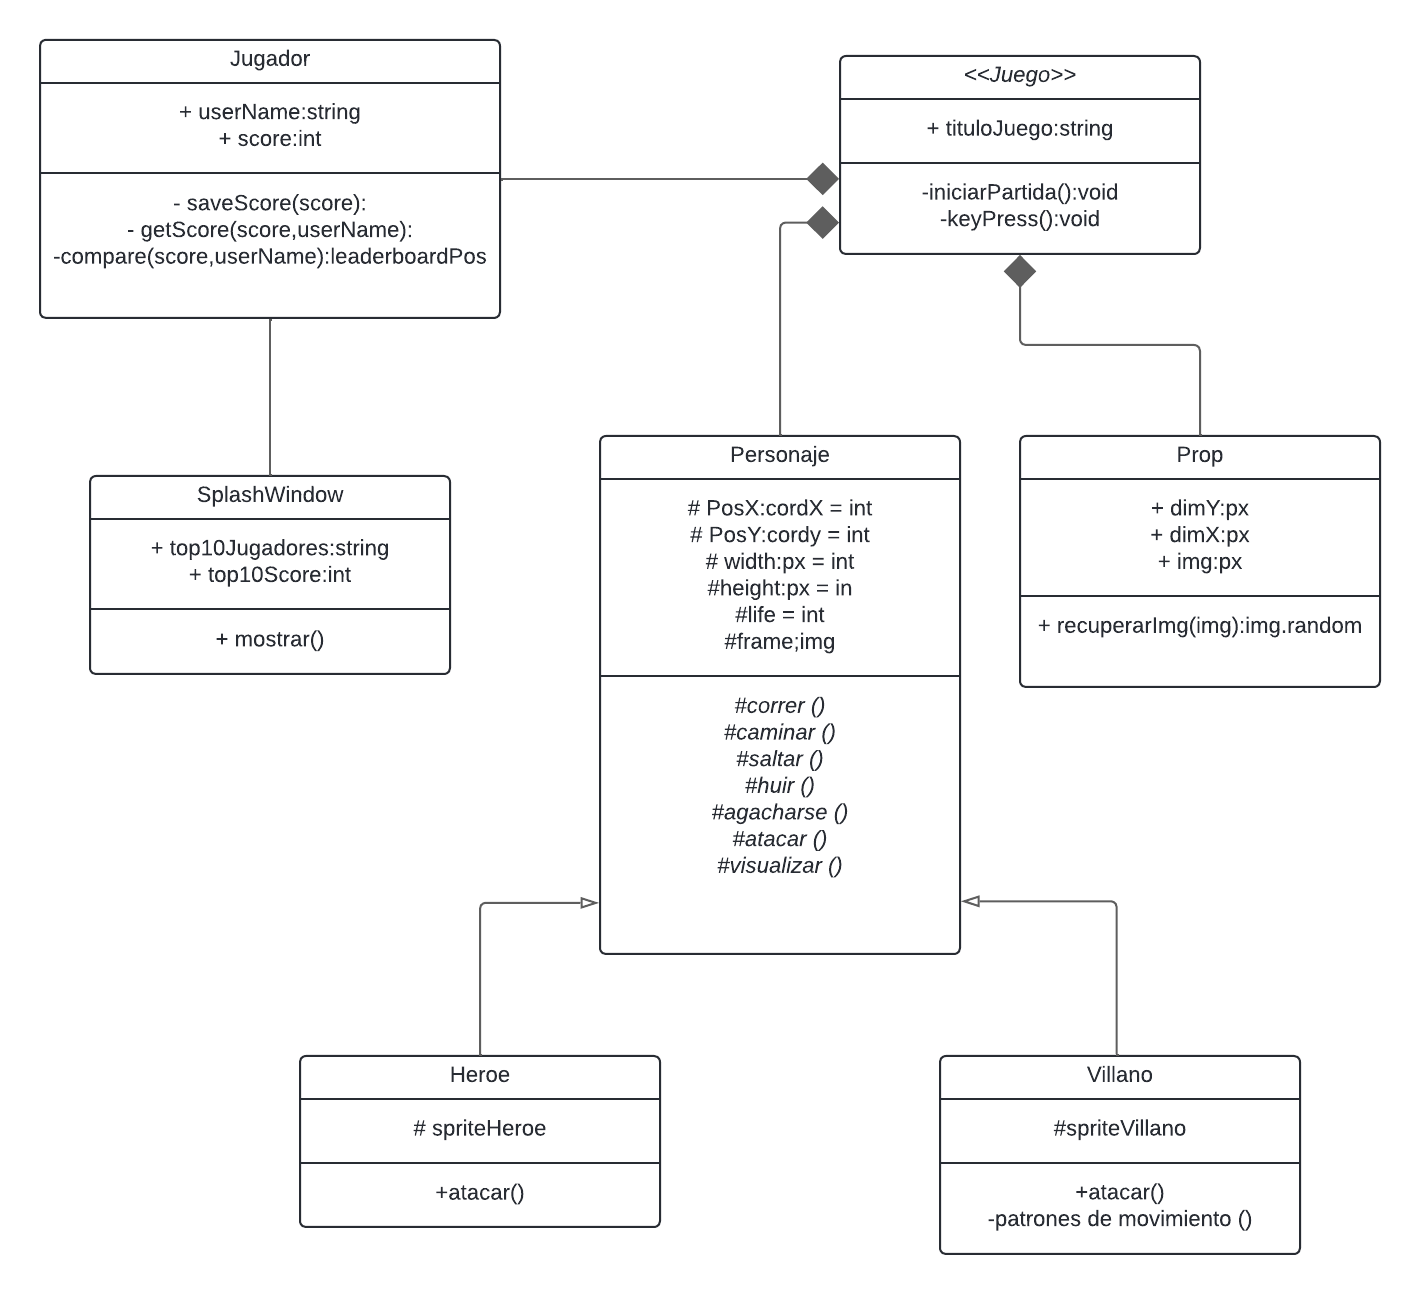 Jugador
+ userName:string
+ score:int
- saveScore(score):
- getScore(score,userName):
-compare(score,userName):leaderboardPos
<<Juego>>
+ tituloJuego:string
-iniciarPartida():void
-keyPress():void
SplashWindow
+ top10Jugadores:string
+ top10Score:int
+ mostrar()
Personaje
# PosX:cordX = int
# PosY:cordy = int
# width:px = int
#height:px = in
#life = int
#frame;img
#correr ()
#caminar ()
#saltar ()
#huir ()
#agacharse ()
#atacar ()
#visualizar ()
Prop
+ dimY:px
+ dimX:px
+ img:px
+ recuperarImg(img):img.random
Heroe
# spriteHeroe
+atacar()
Villano
#spriteVillano
+atacar()
-patrones de movimiento ()